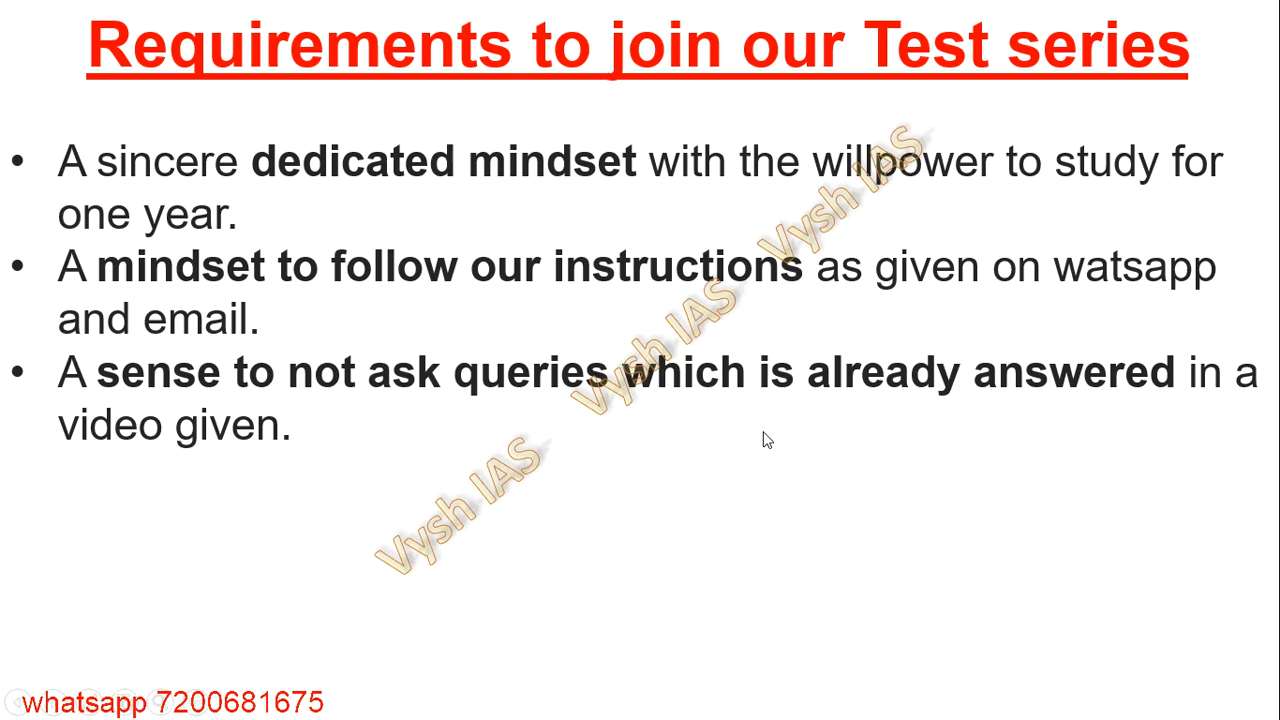 Requirements to join our Test series
• A sincere dedicated mindset with the willpower to study for
one year.
• A mindset to follow our instructions as given on watsapp
and email.
• A sense to not ask queries which is already answered in a
video given.
Vysh IAS
Vysh IAS
Vysh IAS
whatsapp 7200681675